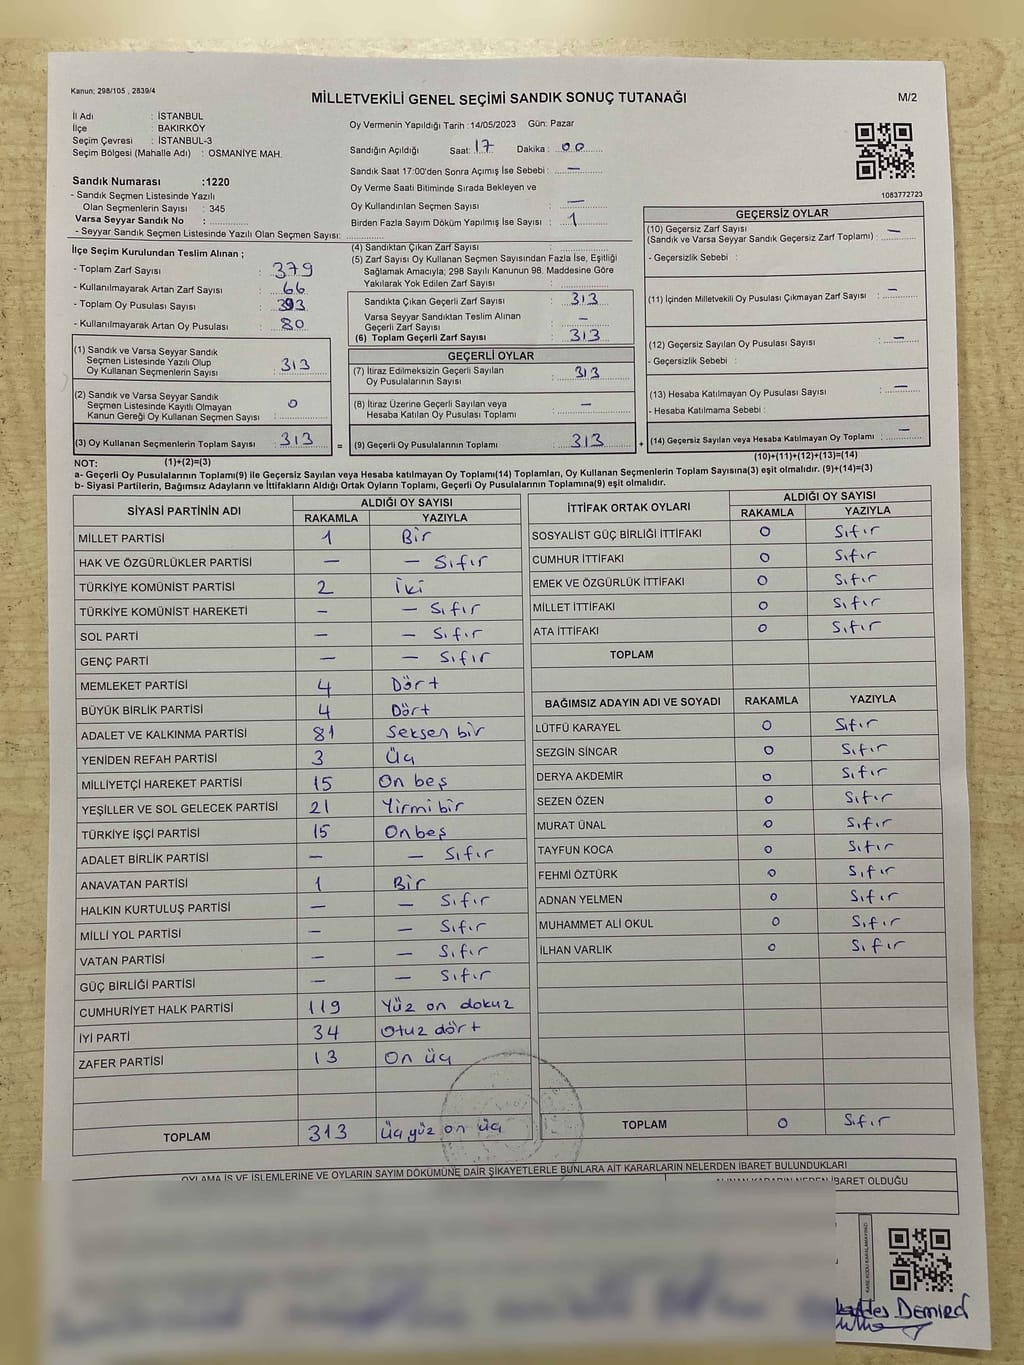 Kanun; 298/105 , 2839/4
MİLLETVEKİLİ GENEL SEÇİMİ SANDIK SONUÇ TUTANAĞI
M/2
İl Adı : İSTANBUL
İlçe : BAKIRKÖY
Seçim Çevresi : İSTANBUL-3
Seçim Bölgesi (Mahalle Adı) : OSMANİYE MAH.
Sandık Numarası :1220
- Sandık Seçmen Listesinde Yazılı
Olan Seçmenlerin Sayısı : 345
Varsa Seyyar Sandık No :
- Seyyar Sandık Seçmen Listesinde Yazılı Olan Seçmen Sayısı:
Oy Vermenin Yapıldığı Tarih :14/05/2023 Gün: Pazar
Sandığın Açıldığı Saat: 17 Dakika : 00
Sandık Saat 17:00'den Sonra Açımış İse Sebebi : —
Oy Verme Saati Bitiminde Sırada Bekleyen ve
Oy Kullandırılan Seçmen Sayısı : —
Birden Fazla Sayım Döküm Yapılmış İse Sayısı : 1
1083772723
İlçe Seçim Kurulundan Teslim Alınan ;
- Toplam Zarf Sayısı : 379
- Kullanılmayarak Artan Zarf Sayısı : 66
- Toplam Oy Pusulası Sayısı : 393
- Kullanılmayarak Artan Oy Pusulası : 80
(1) Sandık ve Varsa Seyyar Sandık
Seçmen Listesinde Yazılı Olup
Oy Kullanan Seçmenlerin Sayısı : 313
(2) Sandık ve Varsa Seyyar Sandık
Seçmen Listesinde Kayıtlı Olmayan
Kanun Gereği Oy Kullanan Seçmen Sayısı : 0
(3) Oy Kullanan Seçmenlerin Toplam Sayısı : 313 =
(4) Sandıktan Çıkan Zarf Sayısı :
(5) Zarf Sayısı Oy Kullanan Seçmen Sayısından Fazla İse, Eşitliği
Sağlamak Amacıyla; 298 Sayılı Kanunun 98. Maddesine Göre
Yakılarak Yok Edilen Zarf Sayısı :
Sandıkta Çıkan Geçerli Zarf Sayısı : 313
Varsa Seyyar Sandıktan Teslim Alınan
Geçerli Zarf Sayısı : —
(6) Toplam Geçerli Zarf Sayısı : 313
GEÇERLİ OYLAR
(7) İtiraz Edilmeksizin Geçerli Sayılan
Oy Pusulalarının Sayısı : 313
(8) İtiraz Üzerine Geçerli Sayılan veya
Hesaba Katılan Oy Pusulası Toplamı : —
(9) Geçerli Oy Pusulalarının Toplamı : 313 +
GEÇERSİZ OYLAR
(10) Geçersiz Zarf Sayısı
(Sandık ve Varsa Seyyar Sandık Geçersiz Zarf Toplamı) : —
- Geçersizlik Sebebi :
(11) İçinden Milletvekili Oy Pusulası Çıkmayan Zarf Sayısı : —
(12) Geçersiz Sayılan Oy Pusulası Sayısı : —
- Geçersizlik Sebebi :
(13) Hesaba Katılmayan Oy Pusulası Sayısı : —
- Hesaba Katılmama Sebebi :
(14) Geçersiz Sayılan veya Hesaba Katılmayan Oy Toplamı : —
NOT: (1)+(2)=(3)
(10)+(11)+(12)+(13)=(14)
a- Geçerli Oy Pusulalarının Toplamı(9) ile Geçersiz Sayılan veya Hesaba katılmayan Oy Toplamı(14) Toplamları, Oy Kullanan Seçmenlerin Toplam Sayısına(3) eşit olmalıdır. (9)+(14)=(3)
b- Siyasi Partilerin, Bağımsız Adayların ve İttifakların Aldığı Ortak Oyların Toplamı, Geçerli Oy Pusulalarının Toplamına(9) eşit olmalıdır.
SİYASİ PARTİNİN ADI ALDIĞI OY SAYISI
RAKAMLA YAZIYLA
MİLLET PARTİSİ 1 Bir
HAK VE ÖZGÜRLÜKLER PARTİSİ — — Sıfır
TÜRKİYE KOMÜNİST PARTİSİ 2 İki
TÜRKİYE KOMÜNİST HAREKETİ — — Sıfır
SOL PARTİ — — Sıfır
GENÇ PARTİ — — Sıfır
MEMLEKET PARTİSİ 4 Dört
BÜYÜK BİRLİK PARTİSİ 4 Dört
ADALET VE KALKINMA PARTİSİ 81 Seksen bir
YENİDEN REFAH PARTİSİ 3 Üç
MİLLİYETÇİ HAREKET PARTİSİ 15 On beş
YEŞİLLER VE SOL GELECEK PARTİSİ 21 Yirmi bir
TÜRKİYE İŞÇİ PARTİSİ 15 On beş
ADALET BİRLİK PARTİSİ — — Sıfır
ANAVATAN PARTİSİ 1 Bir
HALKIN KURTULUŞ PARTİSİ — — Sıfır
MİLLİ YOL PARTİSİ — — Sıfır
VATAN PARTİSİ — — Sıfır
GÜÇ BİRLİĞİ PARTİSİ — — Sıfır
CUMHURİYET HALK PARTİSİ 119 Yüz on dokuz
İYİ PARTİ 34 Otuz dört
ZAFER PARTİSİ 13 On üç
TOPLAM 313 Üç yüz on üç
İTTİFAK ORTAK OYLARI ALDIĞI OY SAYISI
RAKAMLA YAZIYLA
SOSYALİST GÜÇ BİRLİĞİ İTTİFAKI 0 Sıfır
CUMHUR İTTİFAKI 0 Sıfır
EMEK VE ÖZGÜRLÜK İTTİFAKI 0 Sıfır
MİLLET İTTİFAKI 0 Sıfır
ATA İTTİFAKI 0 Sıfır
TOPLAM
BAĞIMSIZ ADAYIN ADI VE SOYADI RAKAMLA YAZIYLA
LÜTFÜ KARAYEL 0 Sıfır
SEZGİN SİNCAR 0 Sıfır
DERYA AKDEMİR 0 Sıfır
SEZEN ÖZEN 0 Sıfır
MURAT ÜNAL 0 Sıfır
TAYFUN KOCA 0 Sıfır
FEHMİ ÖZTÜRK 0 Sıfır
ADNAN YELMEN 0 Sıfır
MUHAMMET ALİ OKUL 0 Sıfır
İLHAN VARLIK 0 Sıfır
TOPLAM 0 Sıfır
OYLAMA İŞ VE İŞLEMLERİNE VE OYLARIN SAYIM DÖKÜMÜNE DAİR ŞİKAYETLERLE BUNLARA AİT KARARLARIN NELERDEN İBARET BULUNDUKLARI
ALINAN KARARIN NEDEN İBARET OLDUĞU